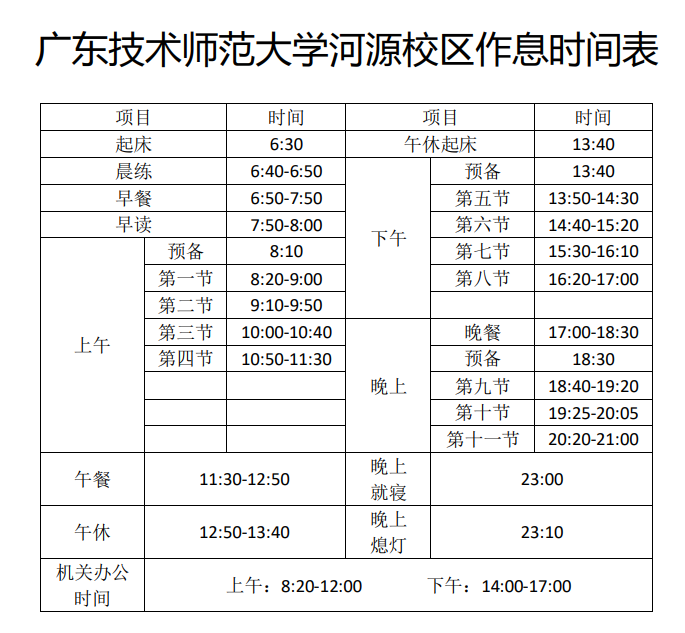 广东技术师范大学河源校区作息时间表
项目 时间 项目 时间
起床 6:30 午休起床 13:40
晨练 6:40-6:50 下午 预备 13:40
早餐 6:50-7:50 第五节 13:50-14:30
早读 7:50-8:00 第六节 14:40-15:20
上午 预备 8:10 第七节 15:30-16:10
第一节 8:20-9:00 第八节 16:20-17:00
第二节 9:10-9:50
第三节 10:00-10:40 晚上 晚餐 17:00-18:30
第四节 10:50-11:30 预备 18:30
第九节 18:40-19:20
第十节 19:25-20:05
第十一节 20:20-21:00
午餐 11:30-12:50 晚上
就寝 23:00
午休 12:50-13:40 晚上
熄灯 23:10
机关办公
时间 上午：8:20-12:00 下午：14:00-17:00